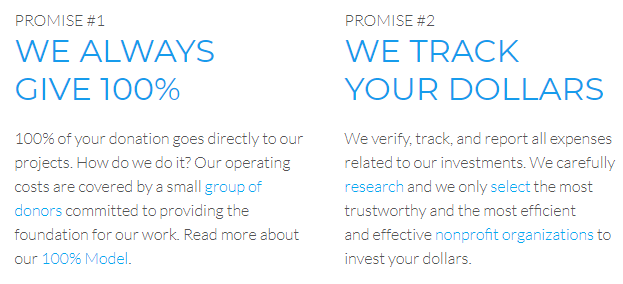 PROMISE #1
WE ALWAYS
GIVE 100%
100% of your donation goes directly to our
projects. How do we do it? Our operating
costs are covered by a small group of
donors committed to providing the
foundation for our work. Read more about
our 100% Model.
PROMISE #2
WE TRACK
YOUR DOLLARS
We verify, track, and report all expenses
related to our investments. We carefully
research and we only select the most
trustworthy and the most efficient
and effective nonprofit organizations to
invest your dollars.